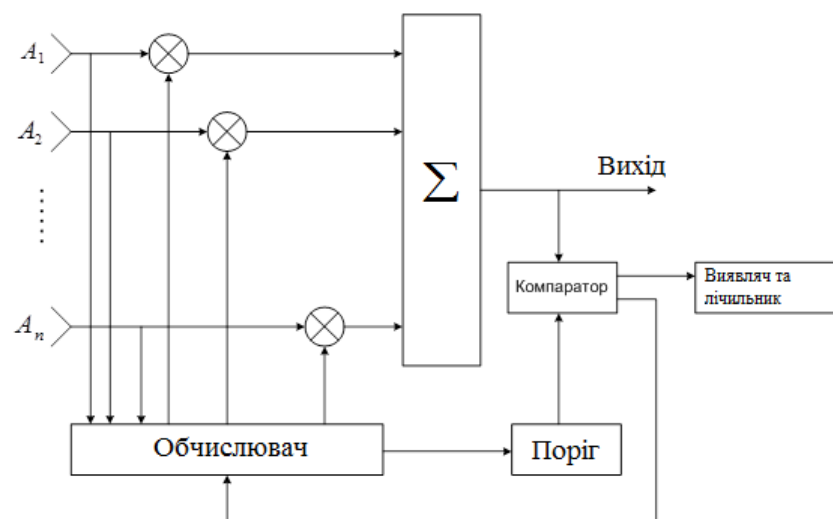 A₁
A₂
Σ
Вихід
Компаратор
Виявляч та
лічильник
Aₙ
Обчислювач
Поріг